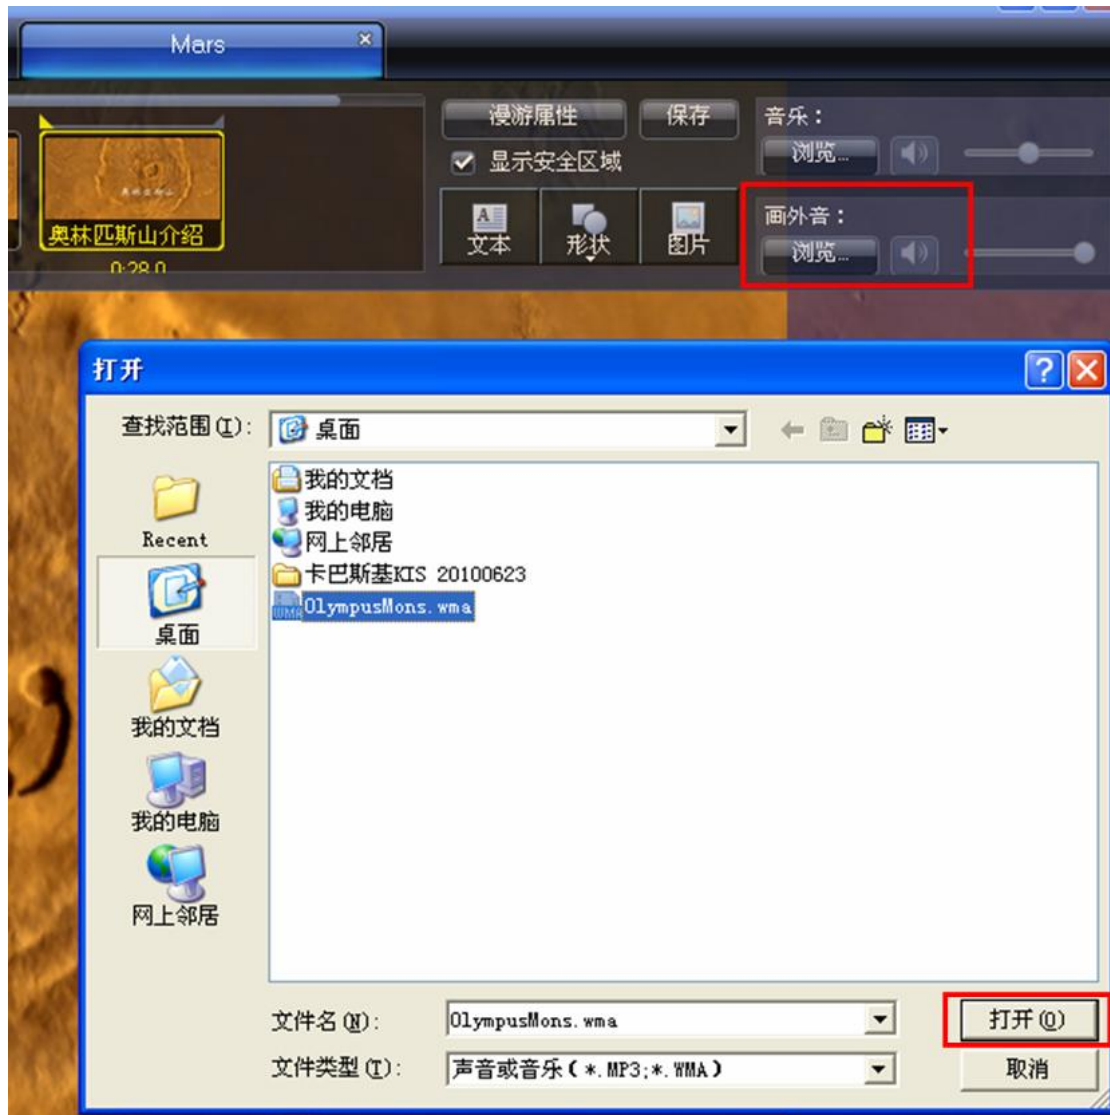 Mars
漫游属性
保存
音乐：
浏览...
显示安全区域
画外音：
浏览...
文本
形状
图片
奥林匹斯山介绍
0:28.0
打开
查找范围(I):
桌面
我的文档
我的电脑
网上邻居
卡巴斯基KIS 20100623
OlympusMons.wma
Recent
桌面
我的文档
我的电脑
网上邻居
文件名(N):
OlympusMons.wma
打开(O)
文件类型(T):
声音或音乐(*.MP3;*.WMA)
取消